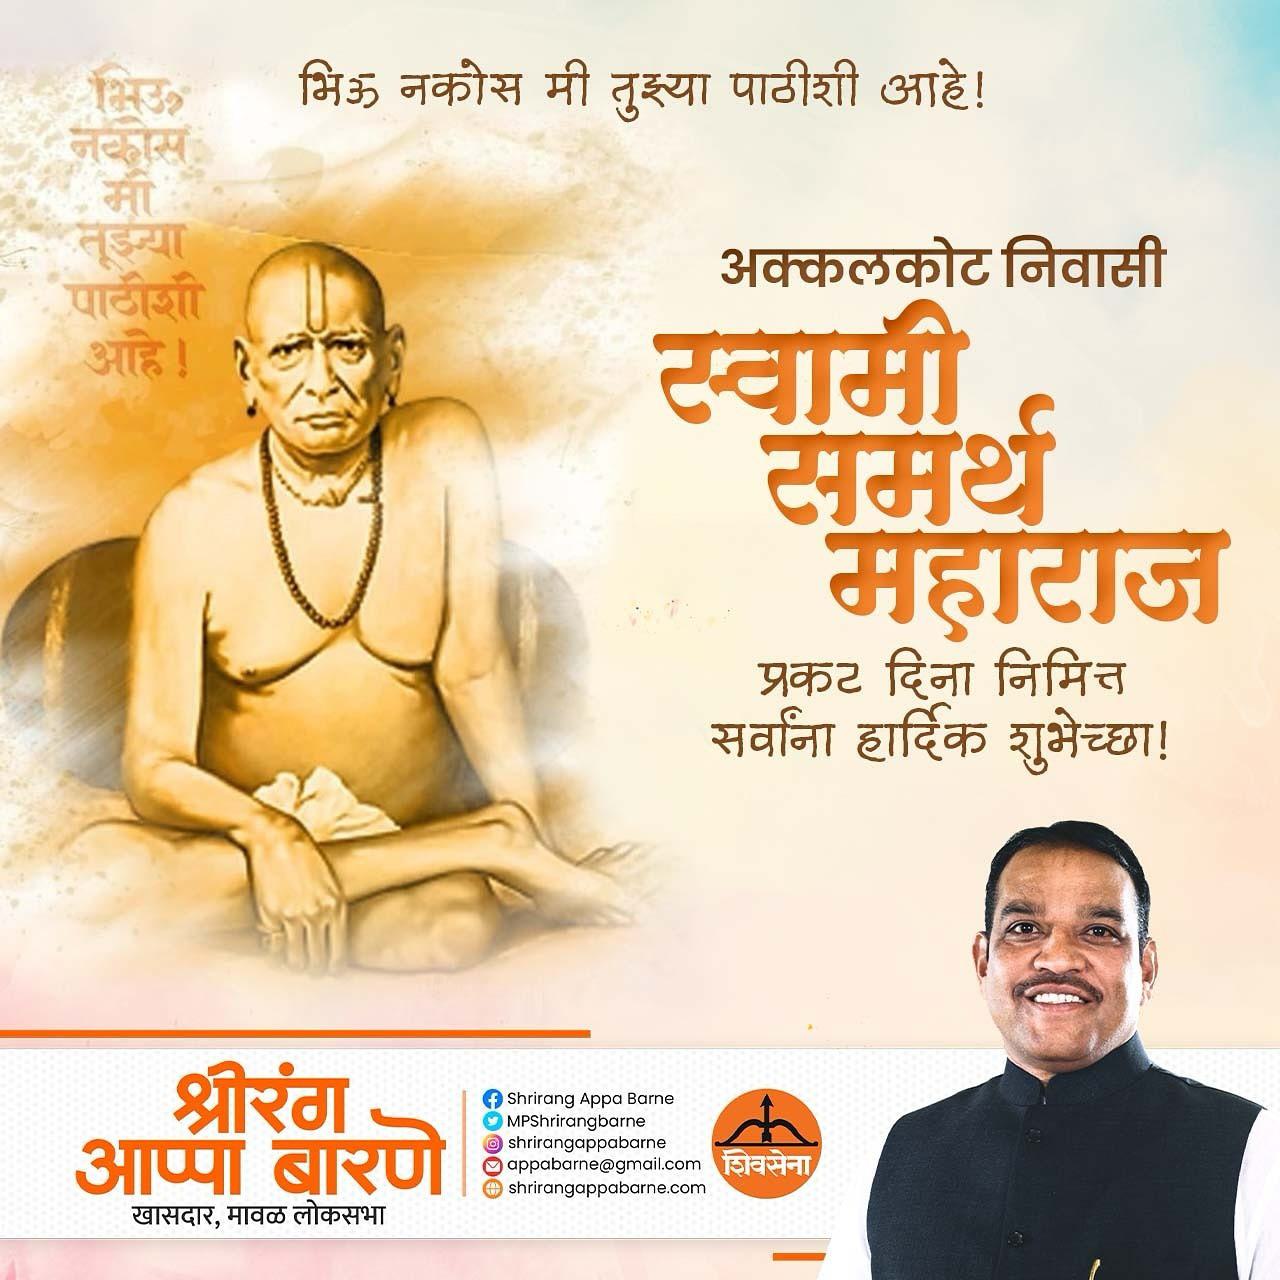 भिऊ नकोस मी तुझ्या पाठीशी आहे!
भिऊ
नकोस
मी
तूझ्या
पाठीशी
आहे!
अक्कलकोट निवासी
स्वामी
समर्थ
महाराज
प्रकट दिना निमित्त
सर्वांना हार्दिक शुभेच्छा!
श्रीरंग
आप्पा बारणे
खासदार, मावळ लोकसभा
Shrirang Appa Barne
MPShrirangbarne
shrirangappabarne
appabarne@gmail.com
shrirangappabarne.com
शिवसेना